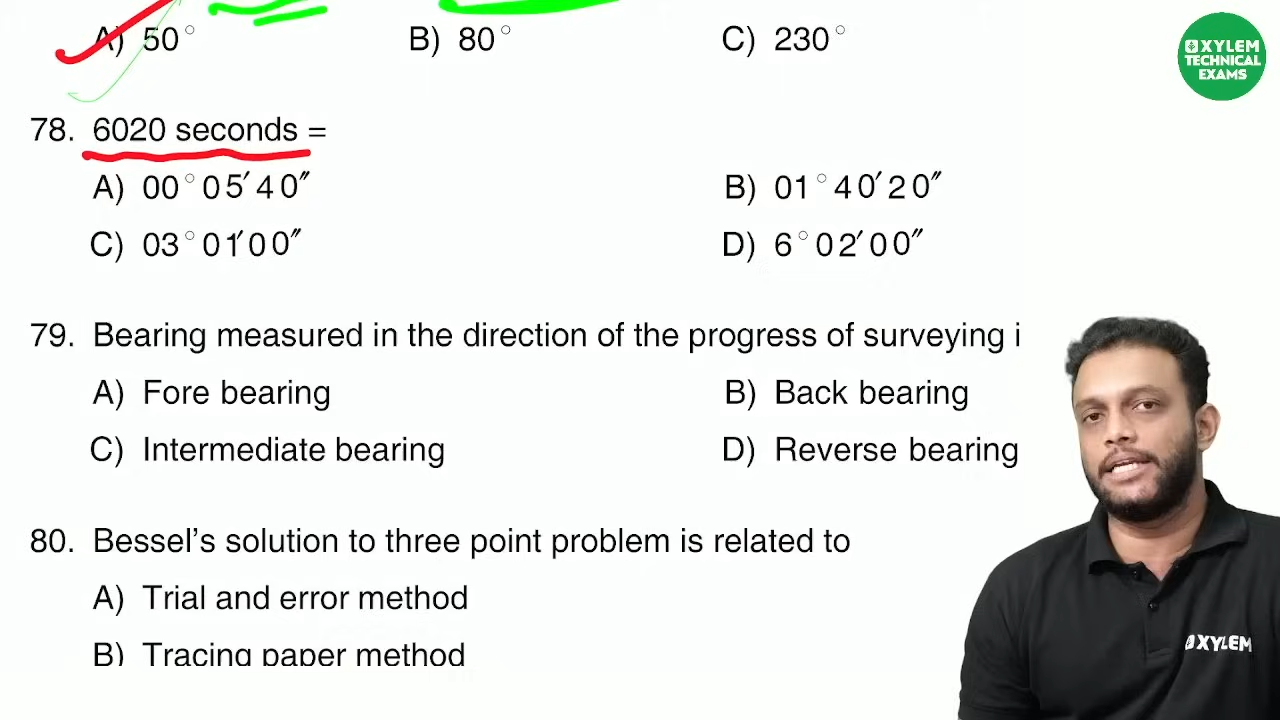 A) 50° B) 80° C) 230°
78. 6020 seconds =
A) 00°05′40″ B) 01°40′20″
C) 03°01′00″ D) 6°02′00″
79. Bearing measured in the direction of the progress of surveying i
A) Fore bearing B) Back bearing
C) Intermediate bearing D) Reverse bearing
80. Bessel’s solution to three point problem is related to
A) Trial and error method
B) Tracing paper method
XYLEM
TECHNICAL
EXAMS
XYLEM